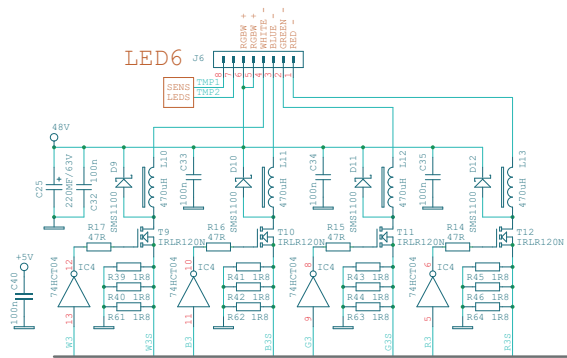 RGBW +
RGBW +
WHITE -
BLUE -
GREEN -
RED -
LED6
J6
8
7
6
5
4
3
2
1
SENS
LEDS
TMP1
TMP2
48V
C25
220MF/63V
C32
100n
D9
SMS1100
L10
470uH
C33
100n
D10
SMS1100
L11
470uH
C34
100n
D11
SMS1100
L12
470uH
C35
100n
D12
SMS1100
L13
470uH
R17
47R
T9
IRLR120N
R16
47R
T10
IRLR120N
R15
47R
T11
IRLR120N
R14
47R
T12
IRLR120N
+5V
C40
100n
74HCT04
12
IC4
13
R39 1R8
R40 1R8
R61 1R8
74HCT04
10
IC4
11
R41 1R8
R42 1R8
R62 1R8
74HCT04
8
IC4
9
R43 1R8
R44 1R8
R63 1R8
74HCT04
6
IC4
5
R45 1R8
R46 1R8
R64 1R8
W3
W3S
B3
B3S
G3
G3S
R3
R3S